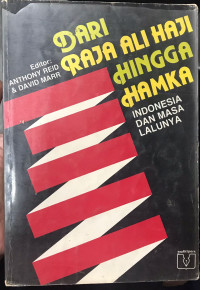 DARI
RAJA ALI HAJI
HINGGA
HAMKA
Editor:
ANTHONY REID
& DAVID MARR
INDONESIA
DAN MASA
LALUNYA